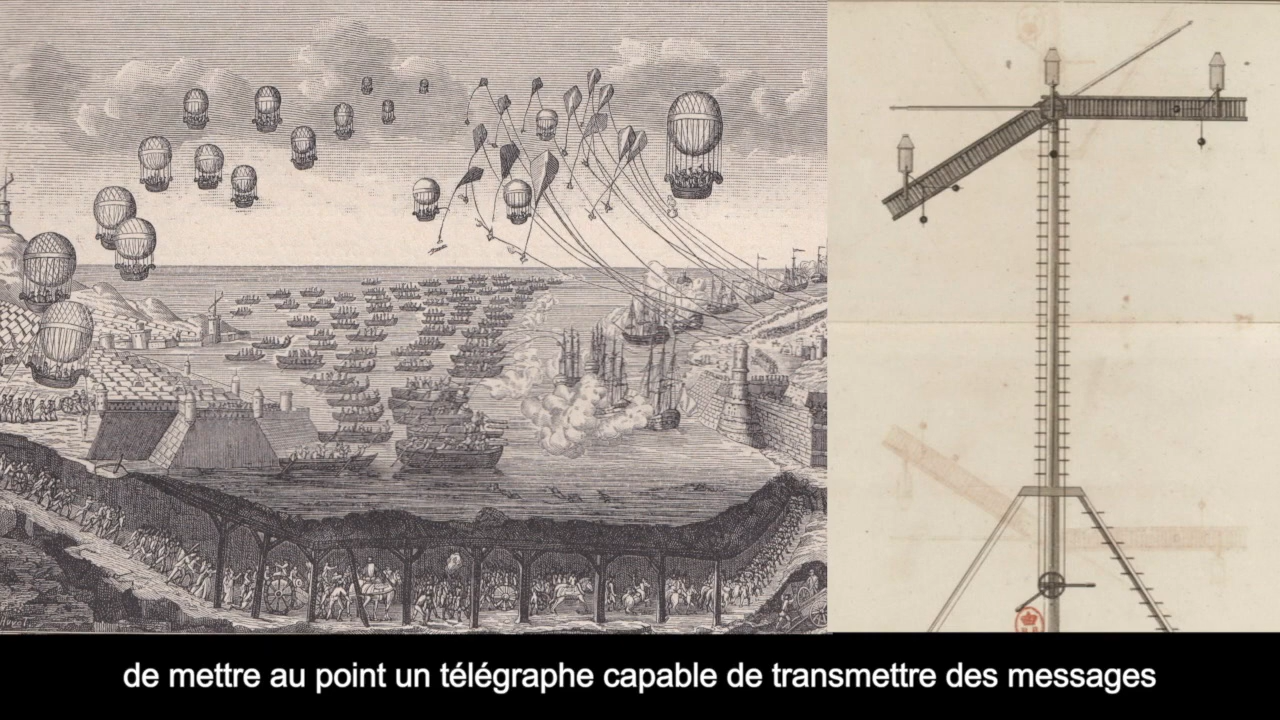 de mettre au point un télégraphe capable de transmettre des messages